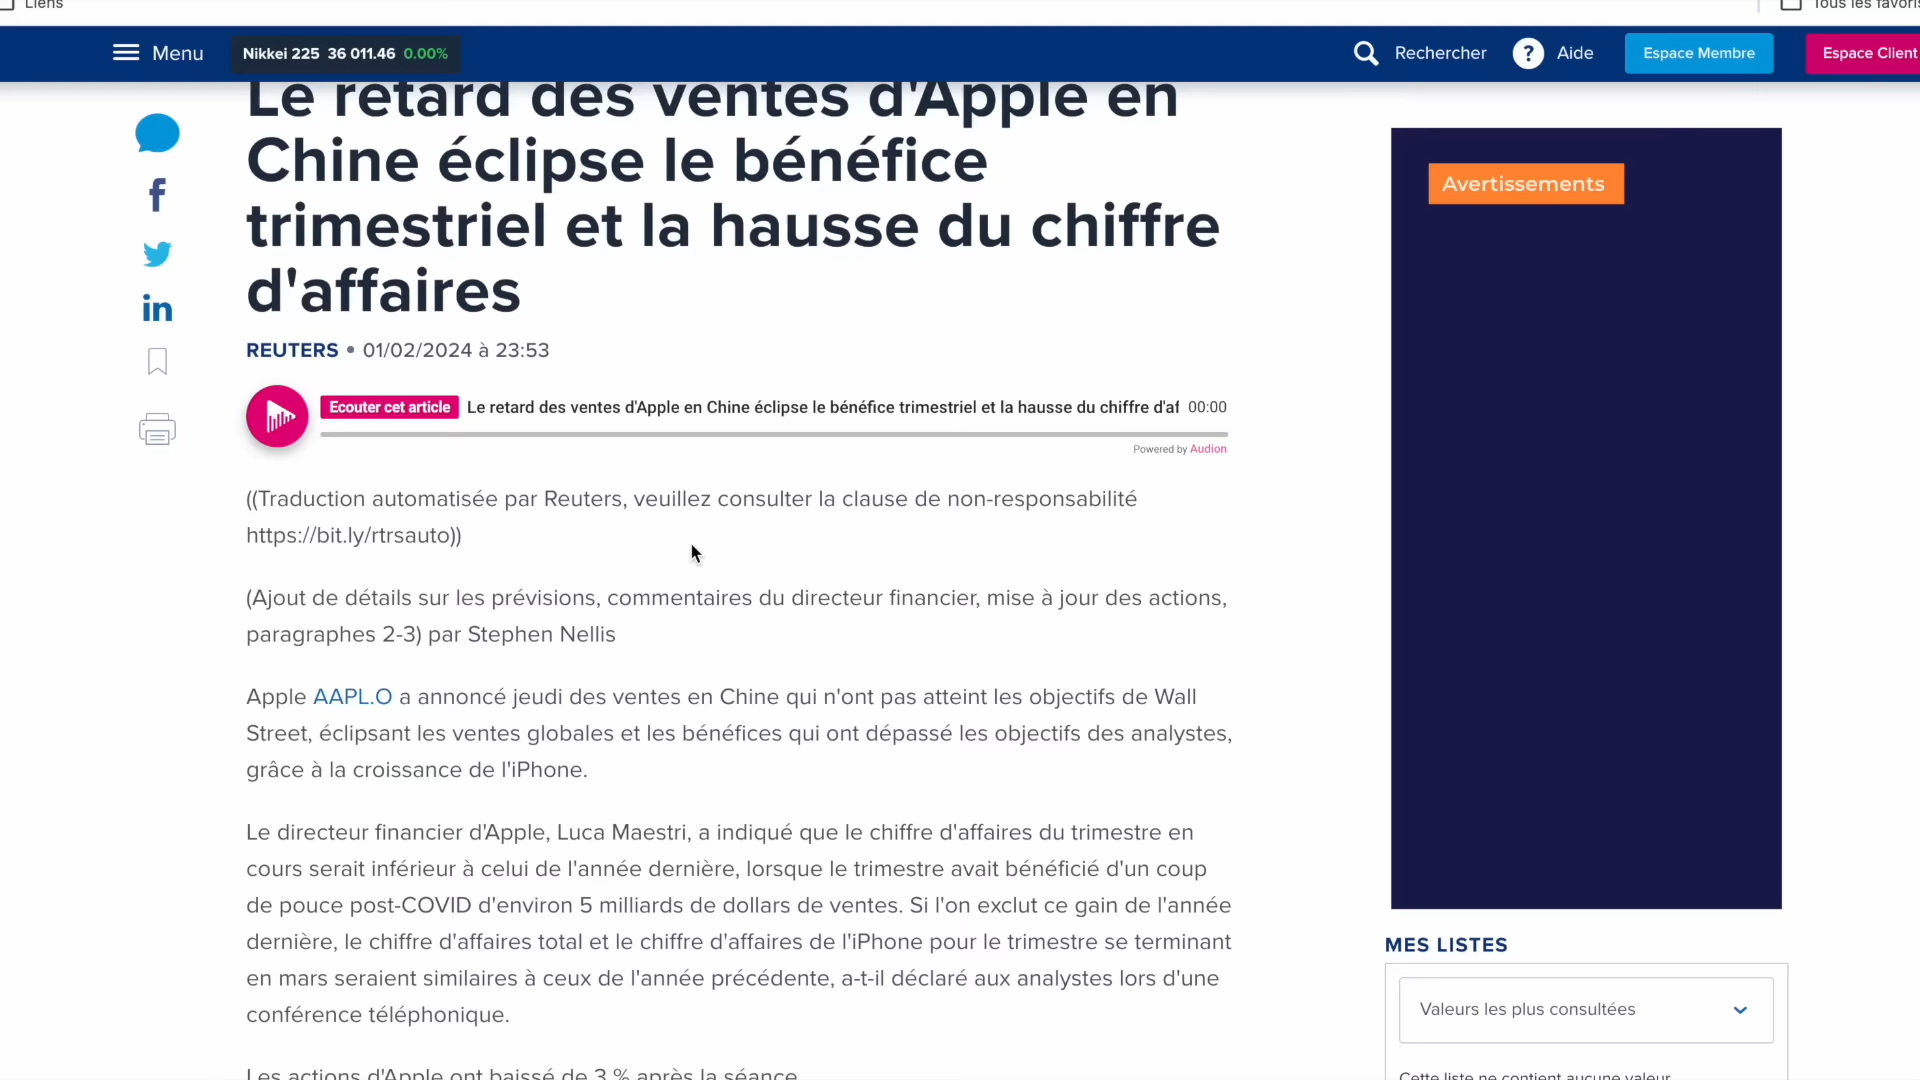 Liens
Tous les favoris
Menu
Nikkei 225 36 011.46 0.00%
Rechercher
? Aide
Espace Membre
Espace Client
Le retard des ventes d'Apple en
Chine éclipse le bénéfice
trimestriel et la hausse du chiffre
d'affaires
REUTERS • 01/02/2024 à 23:53
Ecouter cet article Le retard des ventes d'Apple en Chine éclipse le bénéfice trimestriel et la hausse du chiffre d'af 00:00
Powered by Audion
((Traduction automatisée par Reuters, veuillez consulter la clause de non-responsabilité
https://bit.ly/rtrsauto))
(Ajout de détails sur les prévisions, commentaires du directeur financier, mise à jour des actions,
paragraphes 2-3) par Stephen Nellis
Apple AAPL.O a annoncé jeudi des ventes en Chine qui n'ont pas atteint les objectifs de Wall
Street, éclipsant les ventes globales et les bénéfices qui ont dépassé les objectifs des analystes,
grâce à la croissance de l'iPhone.
Le directeur financier d'Apple, Luca Maestri, a indiqué que le chiffre d'affaires du trimestre en
cours serait inférieur à celui de l'année dernière, lorsque le trimestre avait bénéficié d'un coup
de pouce post-COVID d'environ 5 milliards de dollars de ventes. Si l'on exclut ce gain de l'année
dernière, le chiffre d'affaires total et le chiffre d'affaires de l'iPhone pour le trimestre se terminant
en mars seraient similaires à ceux de l'année précédente, a-t-il déclaré aux analystes lors d'une
conférence téléphonique.
Les actions d'Apple ont baissé de 3 % après la séance
Avertissements
MES LISTES
Valeurs les plus consultées
Cette liste ne contient aucune valeur